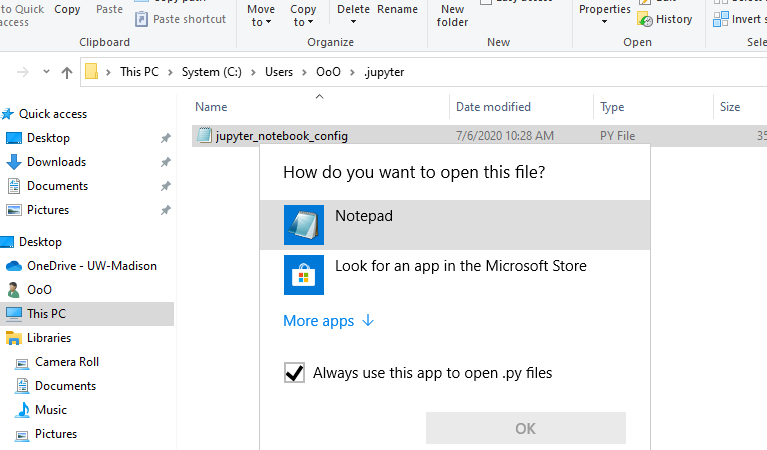 to Quick
access
Copy
Paste
Copy path
Paste shortcut
Clipboard
Move
to
Copy
to
Delete
Rename
Organize
New
folder
Easy access
New
Properties
Edit
History
Open
Select
Invert s
Sele
This PC > System (C:) > Users > OoO > .jupyter
Name
Date modified
Type
Size
Quick access
Desktop
Downloads
Documents
Pictures
Desktop
OneDrive - UW-Madison
OoO
This PC
Libraries
Camera Roll
Documents
Music
Pictures
jupyter_notebook_config
7/6/2020 10:28 AM
PY File
35
How do you want to open this file?
Notepad
Look for an app in the Microsoft Store
More apps ↓
Always use this app to open .py files
OK